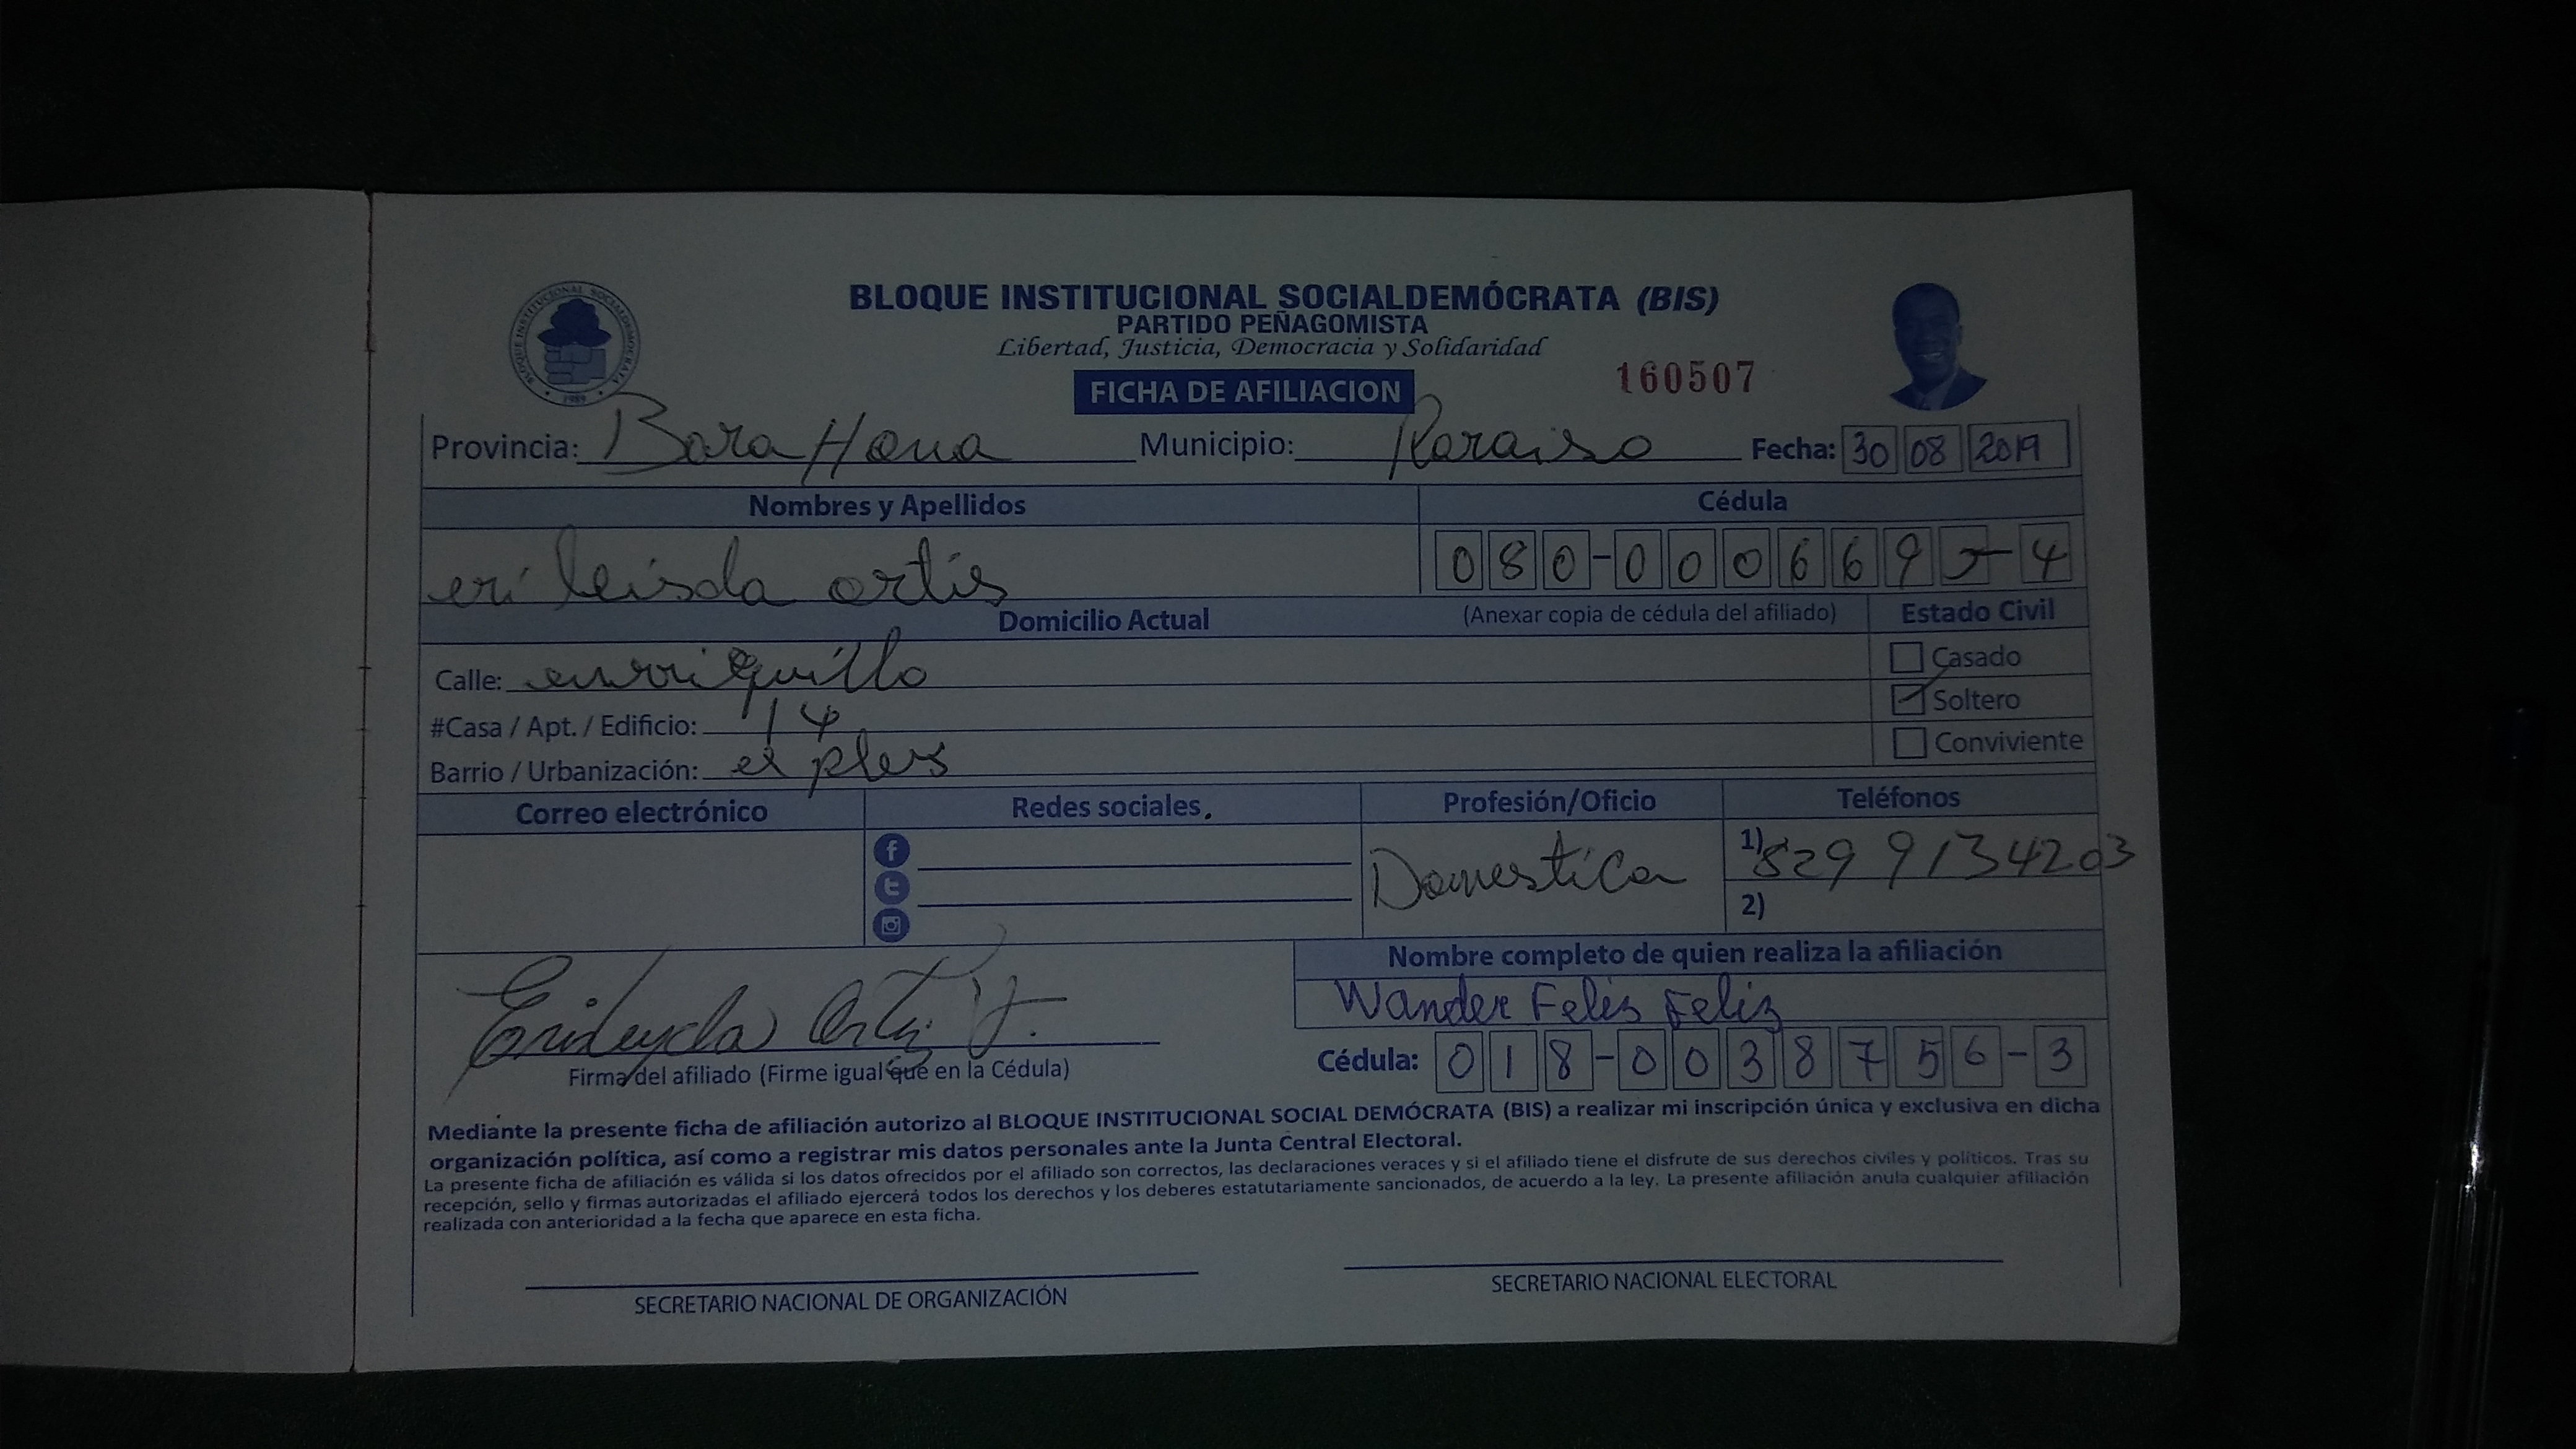 BLOQUE INSTITUCIONAL SOCIALDEMÓCRATA (BIS)
PARTIDO PEÑAGOMISTA
Libertad, Justicia, Democracia y Solidaridad
BLOQUE INSTITUCIONAL SOCIALDEMOCRATA
1989
FICHA DE AFILIACION
160507
Provincia: BaraHona Municipio: Paraiso Fecha: 30 08 2019
Nombres y Apellidos Cédula
eri leisda ortis 080-0006695-4
Domicilio Actual (Anexar copia de cédula del afiliado) Estado Civil
Calle: enrriquillo
Casado
#Casa / Apt. / Edificio: 14
Soltero
Barrio / Urbanización:
Conviviente
Correo electrónico Redes sociales. Profesión/Oficio Teléfonos
Domestica 1) 829 9134203
2)
Nombre completo de quien realiza la afiliación
Wander Feliz Feliz
Ortiz
Firma del afiliado (Firme igual que en la Cédula) Cédula: 018-0038756-3
Mediante la presente ficha de afiliación autorizo al BLOQUE INSTITUCIONAL SOCIAL DEMÓCRATA (BIS) a realizar mi inscripción única y exclusiva en dicha
organización política, así como a registrar mis datos personales ante la Junta Central Electoral.
La presente ficha de afiliación es válida si los datos ofrecidos por el afiliado son correctos, las declaraciones veraces y si el afiliado tiene el disfrute de sus derechos civiles y políticos. Tras su
recepción, sello y firmas autorizadas el afiliado ejercerá todos los derechos y los deberes estatutariamente sancionados, de acuerdo a la ley. La presente afiliación anula cualquier afiliación
realizada con anterioridad a la fecha que aparece en esta ficha.
SECRETARIO NACIONAL DE ORGANIZACIÓN SECRETARIO NACIONAL ELECTORAL